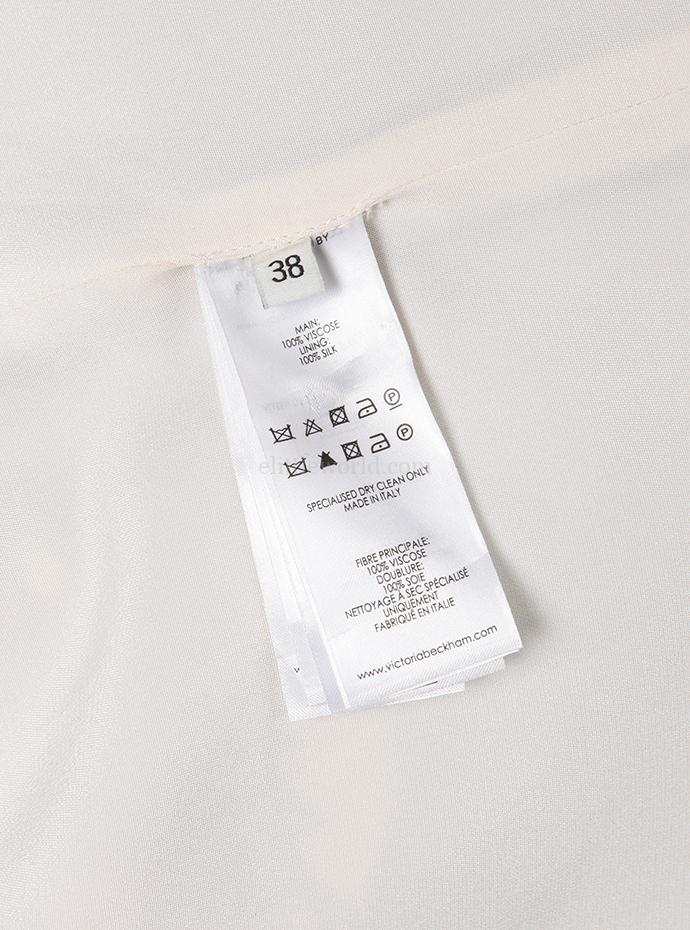 BY
38
MAIN:
100% VISCOSE
LINING:
100% SILK
P
P
SPECIALISED DRY CLEAN ONLY
MADE IN ITALY
FIBRE PRINCIPALE:
100% VISCOSE
DOUBLURE:
100% SOIE
NETTOYAGE À SEC SPÉCIALISÉ
UNIQUEMENT
FABRIQUÉ EN ITALIE
www.victoriabeckham.com